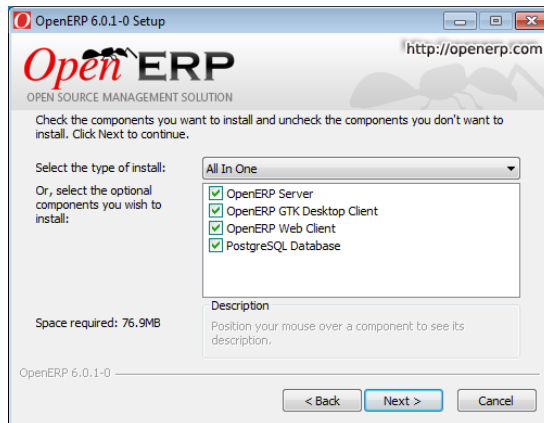 OpenERP 6.0.1-0 Setup
http://openerp.com
Open ERP
OPEN SOURCE MANAGEMENT SOLUTION
Check the components you want to install and uncheck the components you don't want to
install. Click Next to continue.
Select the type of install:
All In One
Or, select the optional
components you wish to
install:
OpenERP Server
OpenERP GTK Desktop Client
OpenERP Web Client
PostgreSQL Database
Space required: 76.9MB
Description
Position your mouse over a component to see its
description.
OpenERP 6.0.1-0
< Back
Next >
Cancel